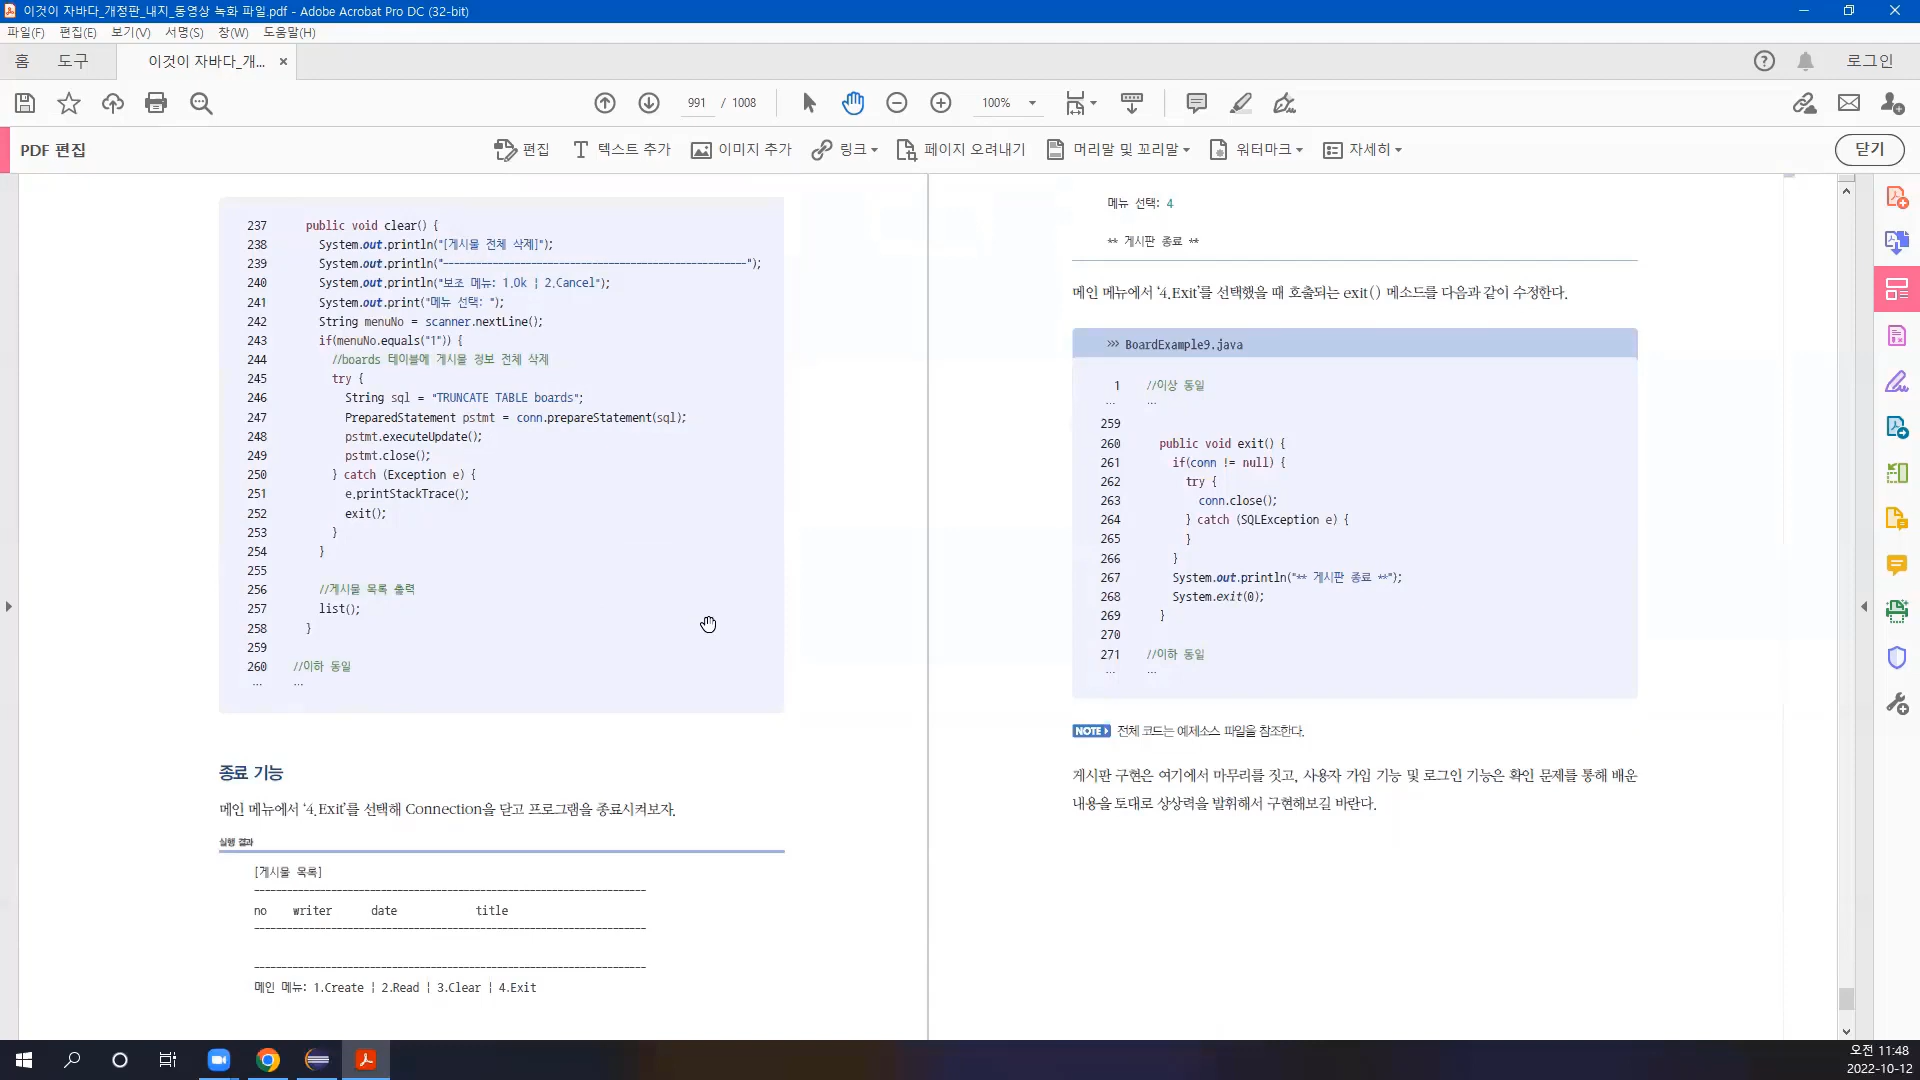 이것이 자바다_개정판_내지_동영상 녹화 파일.pdf - Adobe Acrobat Pro DC (32-bit)
파일(F) 편집(E) 보기(V) 서명(S) 창(W) 도움말(H)
홈 도구 이것이 자바다_개... × 로그인
991 / 1008 100%
PDF 편집 편집 텍스트 추가 이미지 추가 링크 페이지 오려내기 머리말 및 꼬리말 워터마크 자세히 닫기
237 public void clear() {
238 System.out.println("[게시물 전체 삭제]");
239 System.out.println("-----------------------------------------------------------");
240 System.out.println("보조 메뉴: 1.Ok | 2.Cancel");
241 System.out.print("메뉴 선택: ");
242 String menuNo = scanner.nextLine();
243 if(menuNo.equals("1")) {
244 //boards 테이블에 게시물 정보 전체 삭제
245 try {
246 String sql = "TRUNCATE TABLE boards";
247 PreparedStatement pstmt = conn.prepareStatement(sql);
248 pstmt.executeUpdate();
249 pstmt.close();
250 } catch (Exception e) {
251 e.printStackTrace();
252 exit();
253 }
254 }
255
256 //게시물 목록 출력
257 list();
258 }
259
260 //이하 동일
... ...
종료 기능
메인 메뉴에서 ‘4.Exit’를 선택해 Connection을 닫고 프로그램을 종료시켜보자.
실행 결과
[게시물 목록]
-----------------------------------------------------------
no writer date title
-----------------------------------------------------------
-----------------------------------------------------------
메인 메뉴: 1.Create | 2.Read | 3.Clear | 4.Exit
메뉴 선택: 4
** 게시판 종료 **
메인 메뉴에서 ‘4.Exit’를 선택했을 때 호출되는 exit() 메소드를 다음과 같이 수정한다.
>>> BoardExample9.java
1 //이상 동일
... ...
259
260 public void exit() {
261 if(conn != null) {
262 try {
263 conn.close();
264 } catch (SQLException e) {
265 }
266 }
267 System.out.println("** 게시판 종료 **");
268 System.exit(0);
269 }
270
271 //이하 동일
... ...
NOTE 전체 코드는 예제소스 파일을 참조한다.
게시판 구현은 여기에서 마무리를 짓고, 사용자 가입 기능 및 로그인 기능은 확인 문제를 통해 배운
내용을 토대로 상상력을 발휘해서 구현해보길 바란다.
오전 11:48
2022-10-12